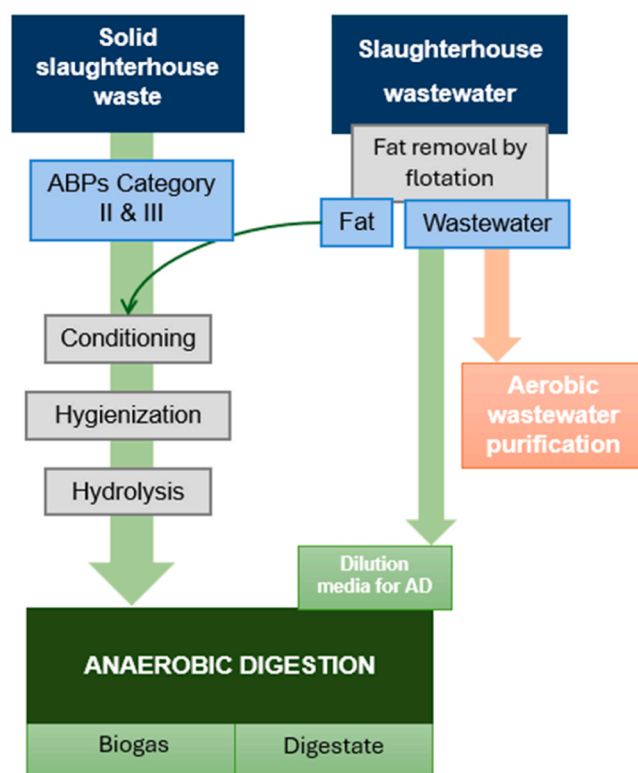 Solid
slaughterhouse
waste
Slaughterhouse
wastewater
Fat removal by
flotation
ABPs Category
II & III
Fat
Wastewater
Conditioning
Aerobic
wastewater
purification
Hygienization
Hydrolysis
Dilution
media for AD
ANAEROBIC DIGESTION
Biogas
Digestate